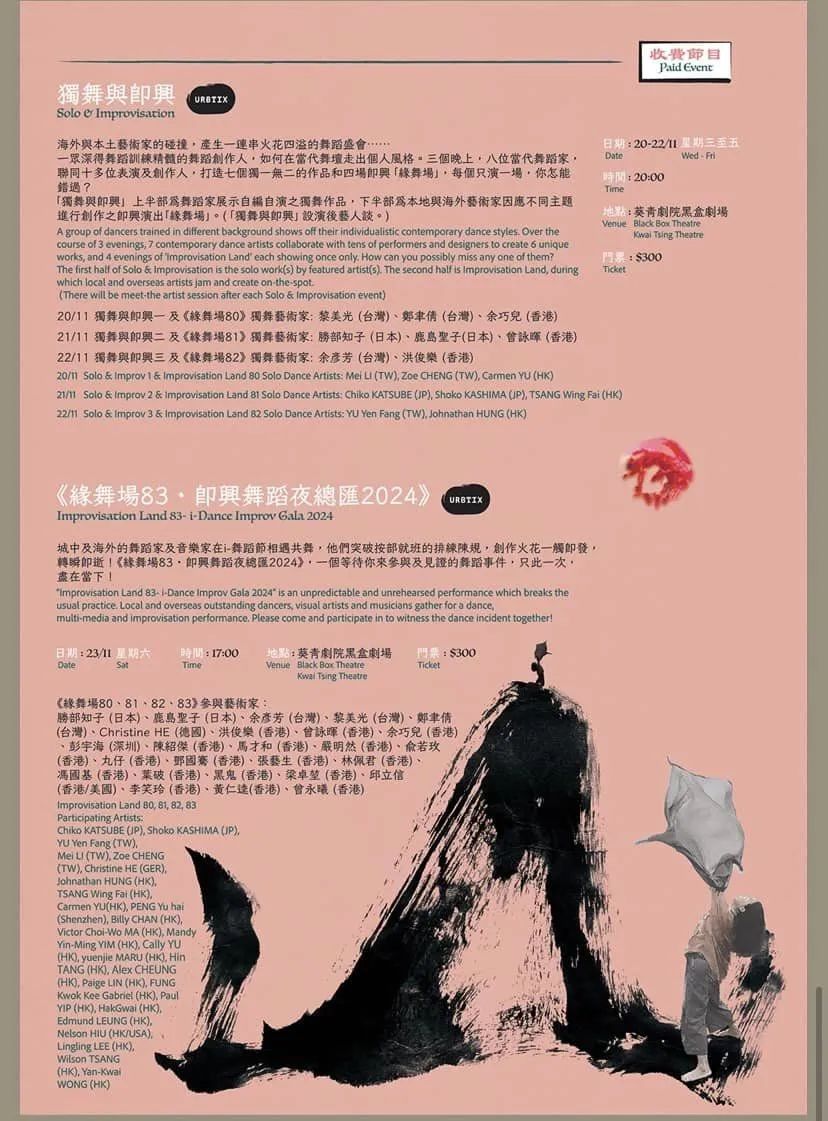 收費節目
Paid Event
獨舞與即興
URBTIX
Solo & Improvisation
海外與本土藝術家的碰撞，產生一連串火花四溢的舞蹈盛會⋯⋯
一眾深得舞蹈訓練精髓的舞蹈創作人，如何在當代舞壇走出個人風格。三個晚上，八位當代舞蹈家，
聯同十多位表演及創作人，打造七個獨一無二的作品和四場即興「緣舞場」，每個只演一場，你怎能
錯過？
「獨舞與即興」上半部爲舞蹈家展示自編自演之獨舞作品，下半部爲本地與海外藝術家因應不同主題
進行創作之即興演出「緣舞場」。(「獨舞與即興」設演後藝人談。)
A group of dancers trained in different background shows off their individualistic contemporary dance styles. Over the
course of 3 evenings, 7 contemporary dance artists collaborate with tens of performers and designers to create 6 unique
works, and 4 evenings of 'Improvisation Land' each showing once only. How can you possibly miss any one of them?
The first half of Solo & Improvisation is the solo work(s) by featured artist(s). The second half is Improvisation Land, during
which local and overseas artists jam and create on-the-spot.
(There will be meet-the artist session after each Solo & Improvisation event)
日期 : 20-22/11 星期三至五
Date Wed - Fri
時間 : 20:00
Time
地點 : 葵青劇院黑盒劇場
Venue Black Box Theatre
Kwai Tsing Theatre
門票 : $300
Ticket
20/11 獨舞與即興一 及《緣舞場80》獨舞藝術家: 黎美光 (台灣)、鄭聿倩 (台灣)、余巧兒 (香港)
21/11 獨舞與即興二 及《緣舞場81》獨舞藝術家: 勝部知子 (日本)、鹿島聖子(日本)、曾詠暉 (香港)
22/11 獨舞與即興三 及《緣舞場82》獨舞藝術家: 余彦芳 (台灣)、洪俊樂 (香港)
20/11 Solo & Improv 1 & Improvisation Land 80 Solo Dance Artists: Mei LI (TW), Zoe CHENG (TW), Carmen YU (HK)
21/11 Solo & Improv 2 & Improvisation Land 81 Solo Dance Artists: Chiko KATSUBE (JP), Shoko KASHIMA (JP), TSANG Wing Fai (HK)
22/11 Solo & Improv 3 & Improvisation Land 82 Solo Dance Artists: YU Yen Fang (TW), Johnathan HUNG (HK)
《緣舞場83・即興舞蹈夜總匯2024》
URBTIX
Improvisation Land 83- i-Dance Improv Gala 2024
城中及海外的舞蹈家及音樂家在i-舞蹈節相遇共舞，他們突破按部就班的排練陳規，創作火花一觸即發，
轉瞬即逝！《緣舞場83・即興舞蹈夜總匯2024》，一個等待你來參與及見證的舞蹈事件，只此一次，
盡在當下！
"Improvisation Land 83- i-Dance Improv Gala 2024" is an unpredictable and unrehearsed performance which breaks the
usual practice. Local and overseas outstanding dancers, visual artists and musicians gather for a dance,
multi-media and improvisation performance. Please come and participate in to witness the dance incident together!
日期 : 23/11 星期六 時間 : 17:00 地點 : 葵青劇院黑盒劇場 門票 : $300
Date Sat Time Venue Black Box Theatre Ticket
Kwai Tsing Theatre
《緣舞場80、81、82、83》參與藝術家：
勝部知子 (日本)、鹿島聖子 (日本)、余彦芳 (台灣)、黎美光 (台灣)、鄭聿倩
(台灣)、Christine HE (德國)、洪俊樂 (香港)、曾詠暉 (香港)、余巧兒 (香港)
、彭宇海 (深圳)、陳紹傑 (香港)、馬才和 (香港)、嚴明然 (香港)、俞若玫
(香港)、丸仔 (香港)、鄧國騫 (香港)、張藝生 (香港)、林佩君 (香港)、
馮國基 (香港)、葉破 (香港)、黑鬼 (香港)、梁卓堃 (香港)、邱立信
(香港/美國)、李笑玲 (香港)、黃仁逵(香港)、曾永曦 (香港)
Improvisation Land 80, 81, 82, 83
Participating Artists:
Chiko KATSUBE (JP), Shoko KASHIMA (JP),
YU Yen Fang (TW),
Mei LI (TW), Zoe CHENG
(TW), Christine HE (GER),
Johnathan HUNG (HK),
TSANG Wing Fai (HK),
Carmen YU(HK), PENG Yu hai
(Shenzhen), Billy CHAN (HK),
Victor Choi-Wo MA (HK), Mandy
Yin-Ming YIM (HK), Cally YU
(HK), yuenjie MARU (HK), Hin
TANG (HK), Alex CHEUNG
(HK), Paige LIN (HK), FUNG
Kwok Kee Gabriel (HK), Paul
YIP (HK), HakGwai (HK),
Edmund LEUNG (HK),
Nelson HIU (HK/USA),
Lingling LEE (HK),
Wilson TSANG
(HK), Yan-Kwai
WONG (HK)